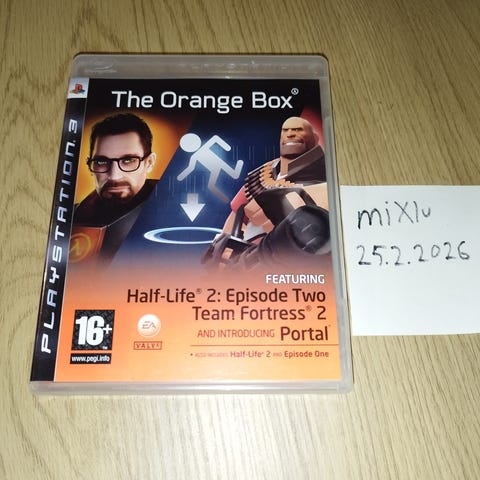 PLAYSTATION 3
The Orange Box®
FEATURING
Half-Life® 2: Episode Two
Team Fortress® 2
AND INTRODUCING Portal™
• ALSO INCLUDES Half-Life® 2 AND Episode One
16+
www.pegi.info
EA
VALVE®
miXlu
25.2.2026